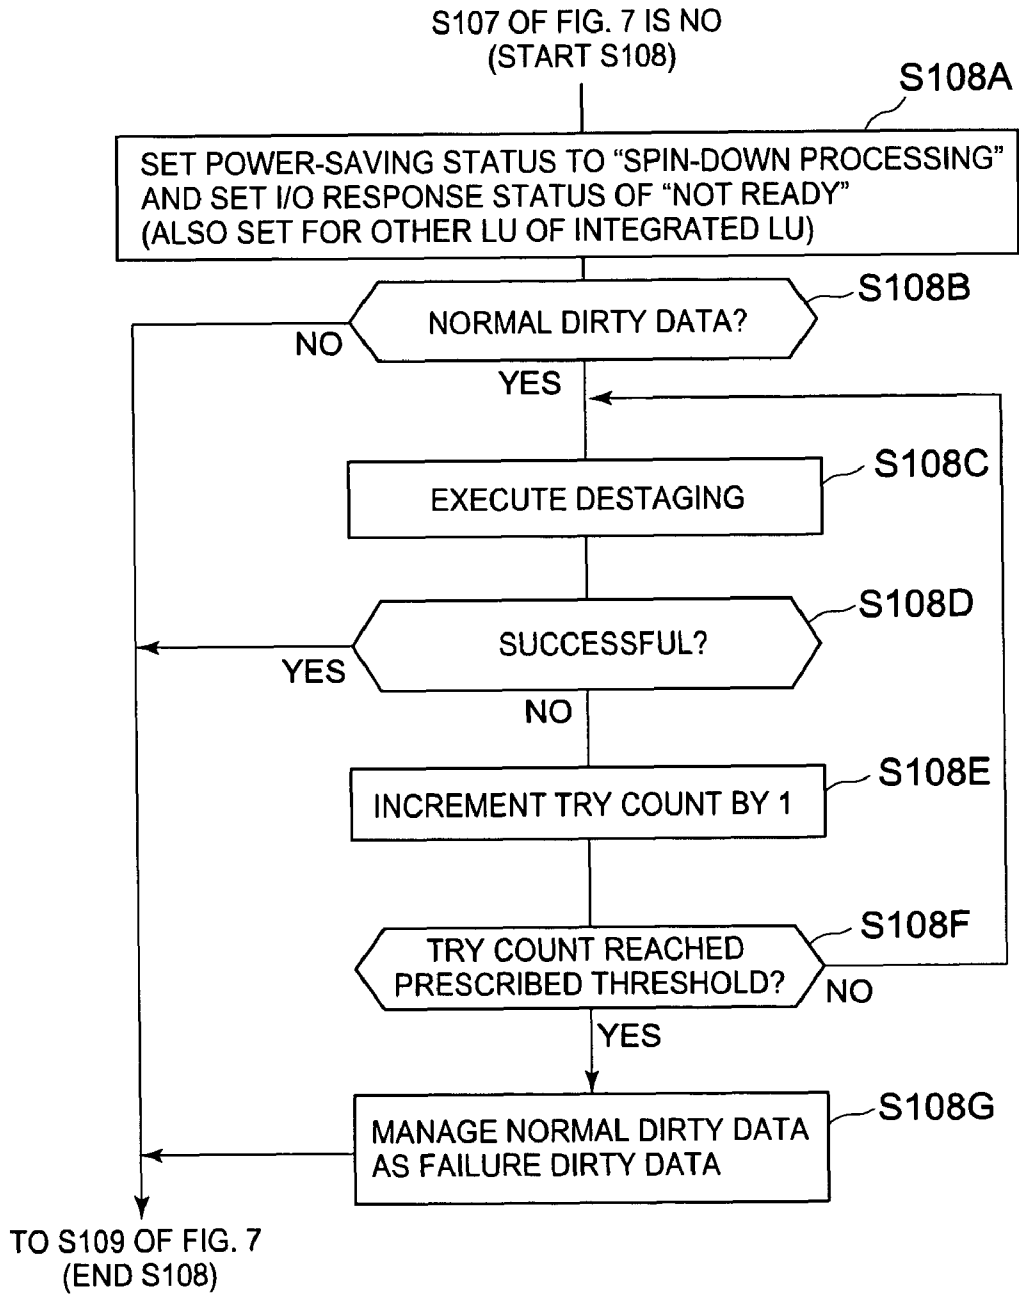 S107 OF FIG. 7 IS NO
(START S108)
S108A
SET POWER-SAVING STATUS TO “SPIN-DOWN PROCESSING”
AND SET I/O RESPONSE STATUS OF “NOT READY”
(ALSO SET FOR OTHER LU OF INTEGRATED LU)
S108B
NORMAL DIRTY DATA?
NO
YES
S108C
EXECUTE DESTAGING
S108D
SUCCESSFUL?
YES
NO
S108E
INCREMENT TRY COUNT BY 1
S108F
TRY COUNT REACHED
PRESCRIBED THRESHOLD?
NO
YES
S108G
MANAGE NORMAL DIRTY DATA
AS FAILURE DIRTY DATA
TO S109 OF FIG. 7
(END S108)